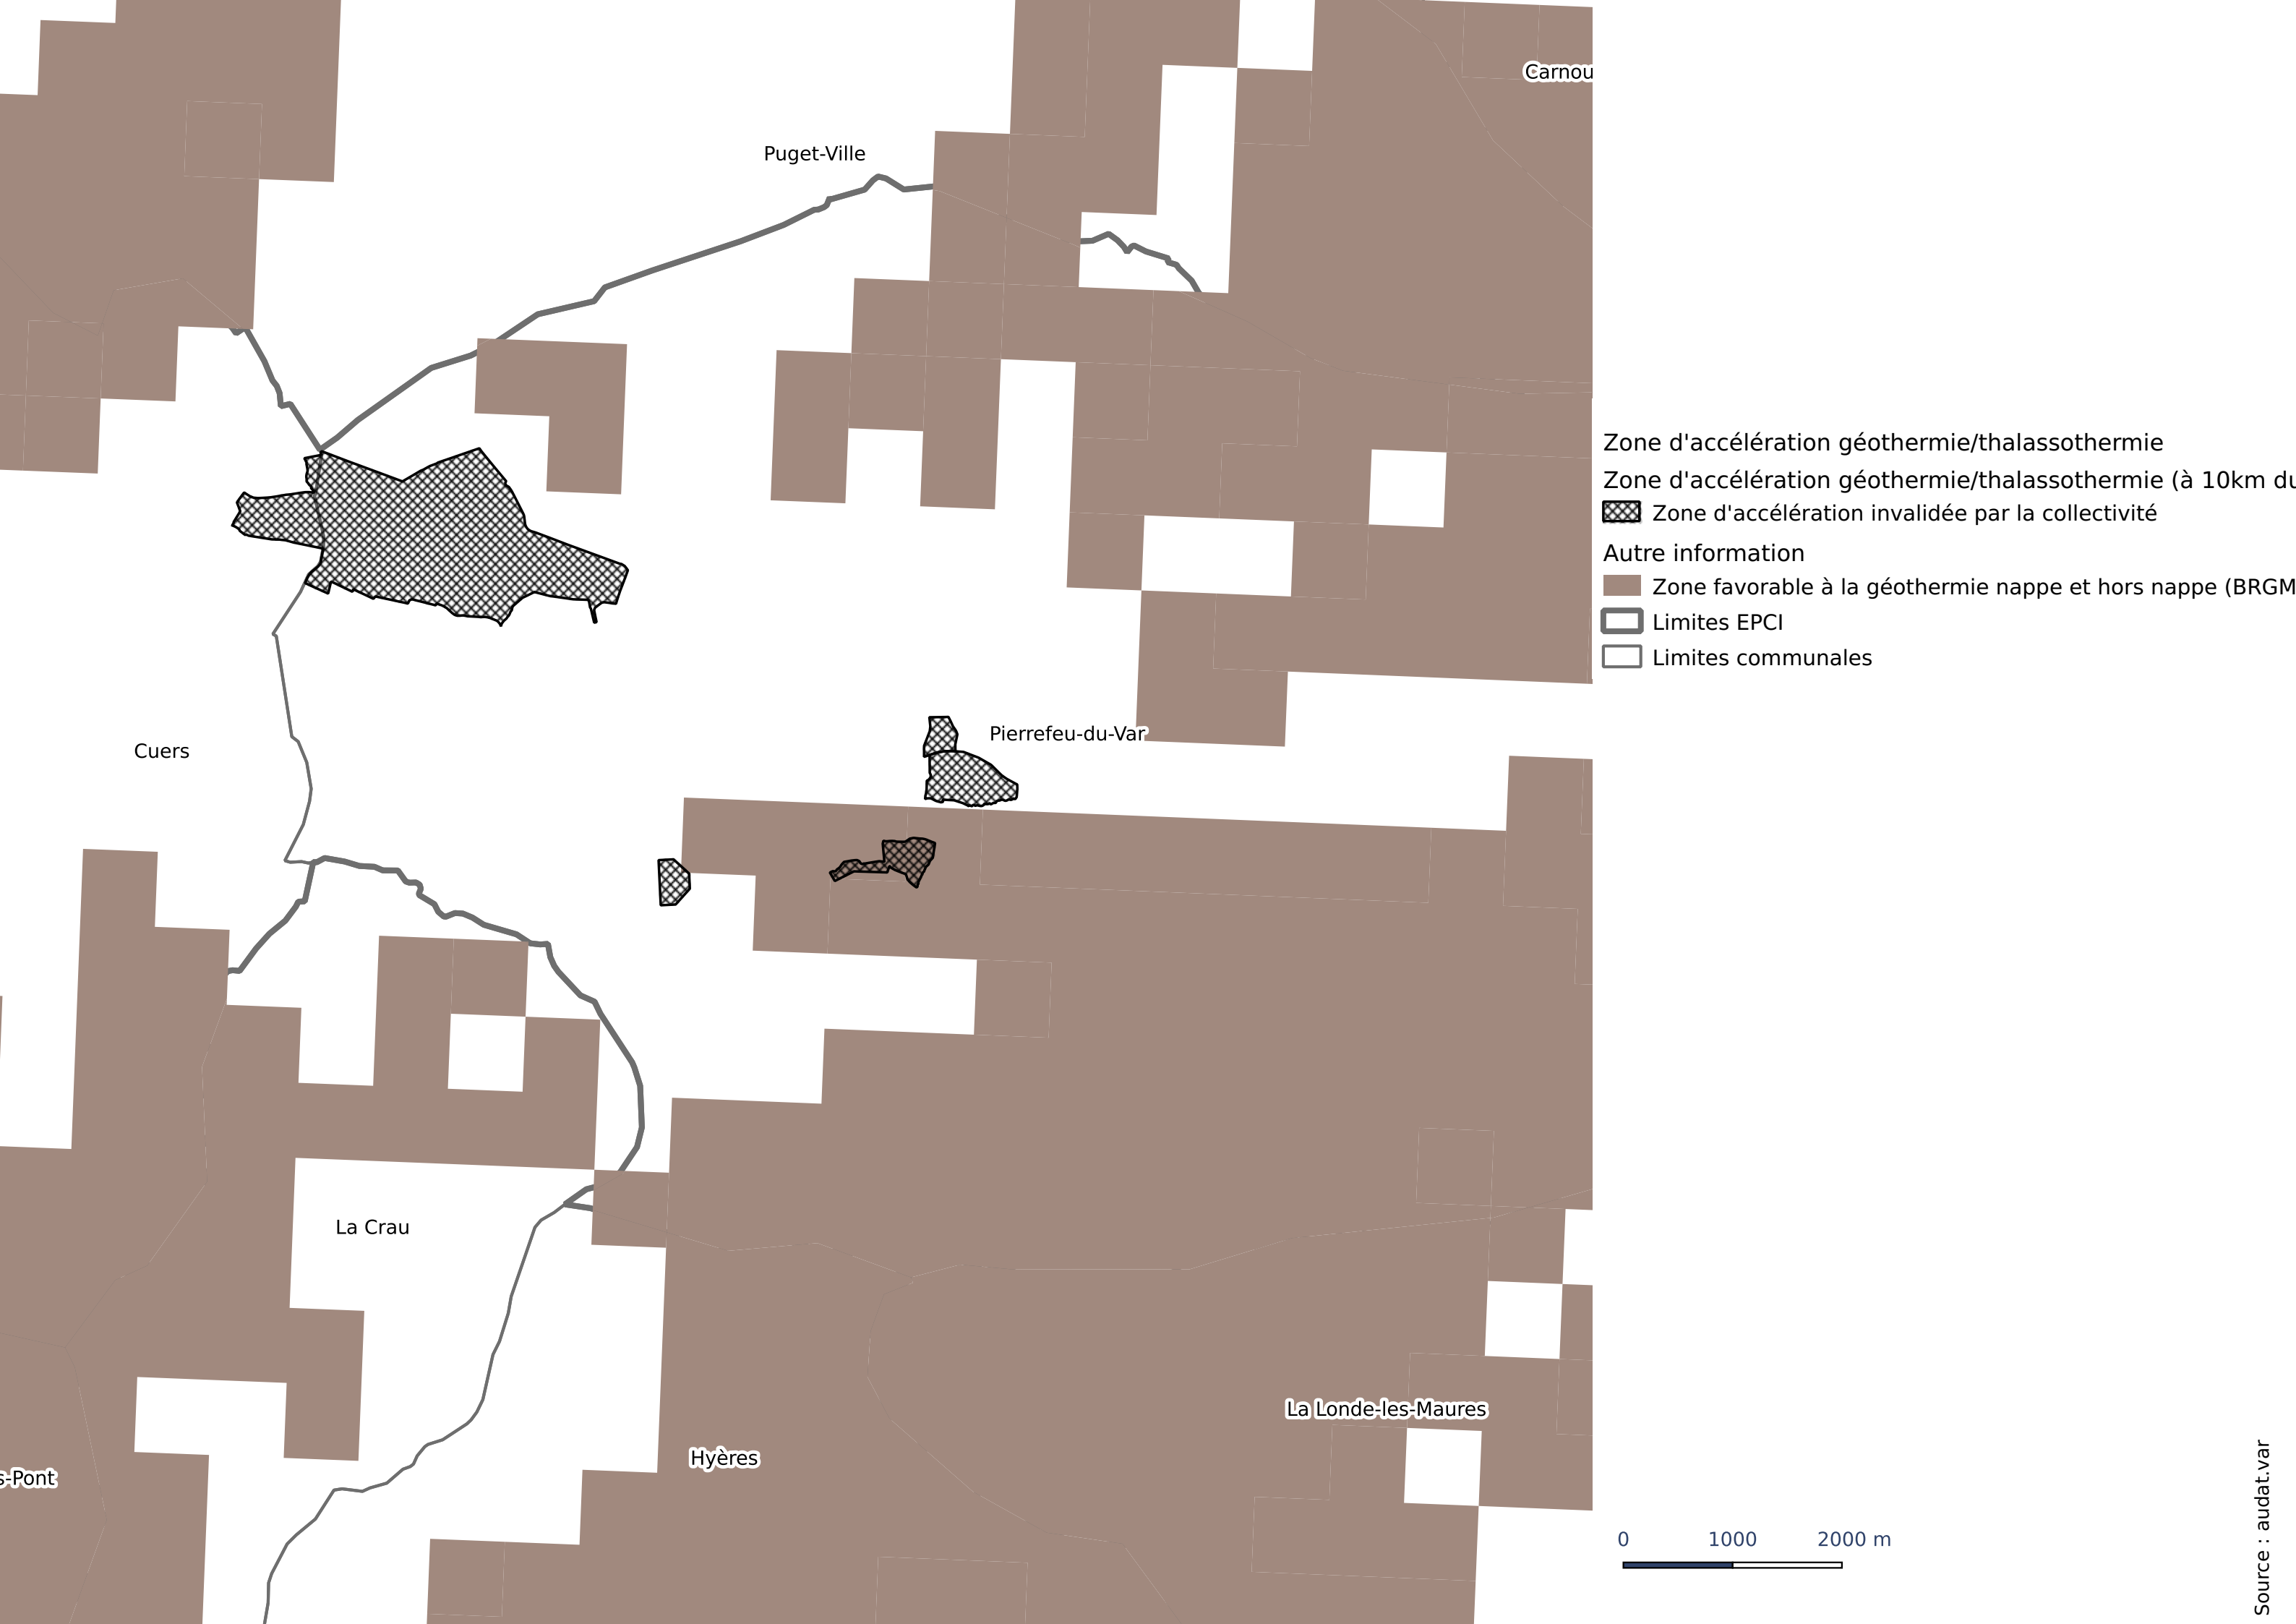 Carnou
Puget-Ville
Zone d'accélération géothermie/thalassothermie
Zone d'accélération géothermie/thalassothermie (à 10km du
Zone d'accélération invalidée par la collectivité
Autre information
Zone favorable à la géothermie nappe et hors nappe (BRGM
Limites EPCI
Limites communales
Pierrefeu-du-Var
Cuers
La Crau
La Londe-les-Maures
Hyères
s-Pont
0 1000 2000 m
Source : audat.var